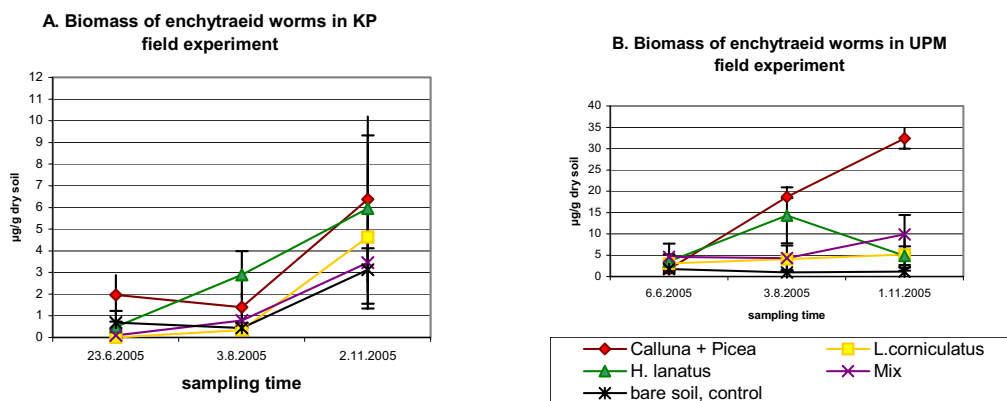 A. Biomass of enchytraeid worms in KP
field experiment
12
11
10
9
8
7
6
5
4
3
2
1
0
µg/g dry soil
23.6.2005 3.8.2005 2.11.2005
sampling time
B. Biomass of enchytraeid worms in UPM
field experiment
40
35
30
25
20
15
10
5
0
µg/g dry soil
6.6.2005 3.8.2005 1.11.2005
sampling time
Calluna + Picea L.corniculatus
H. lanatus Mix
bare soil, control